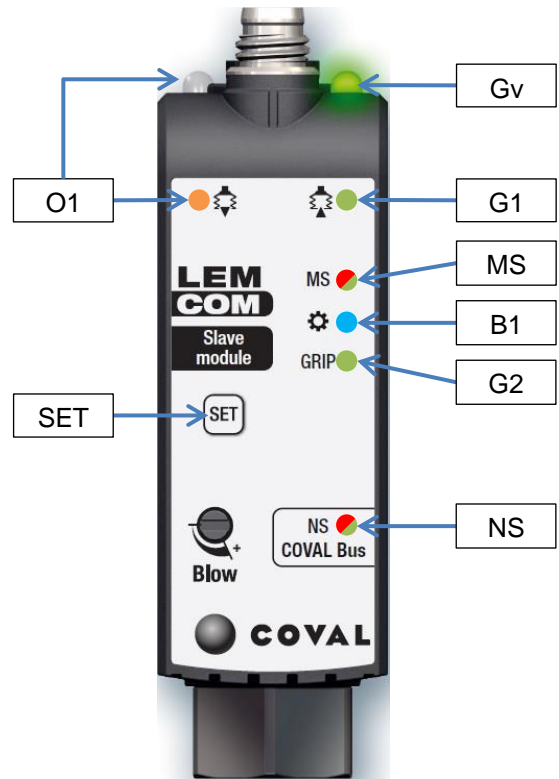 Gv
O1
G1
MS
LEM
COM
MS
B1
Slave
module
GRIP
G2
SET
SET
NS
NS
COVAL Bus
+
Blow
COVAL